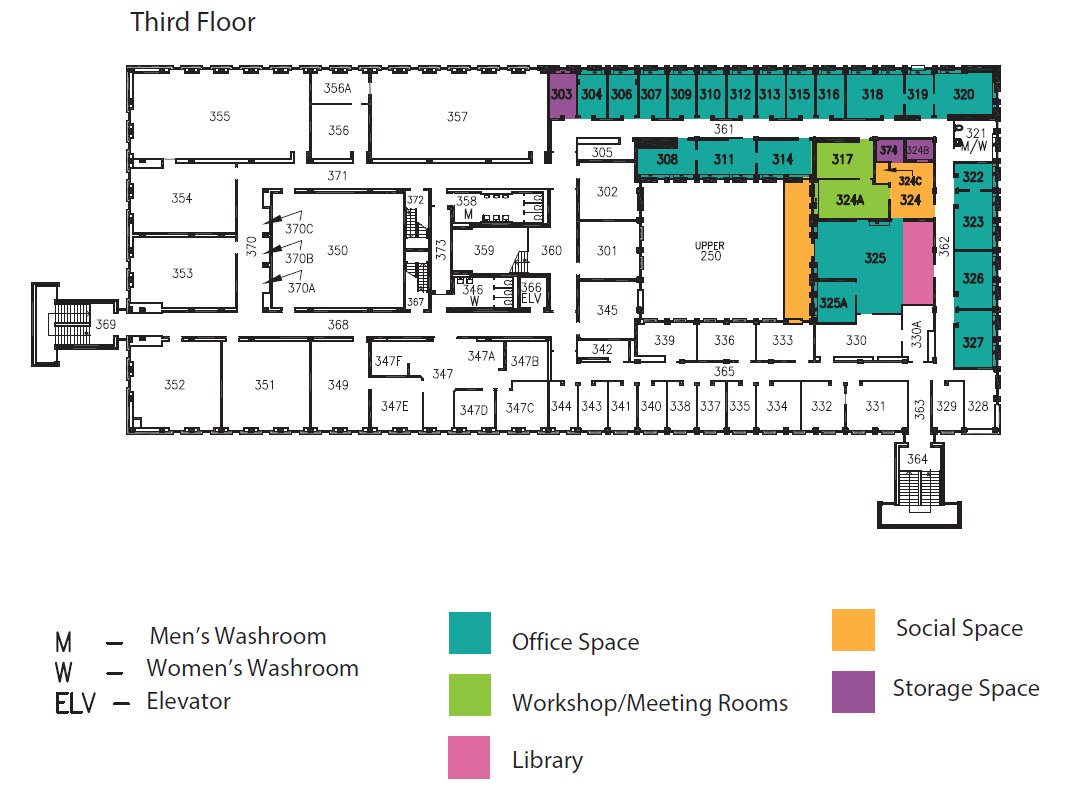 Third Floor
355
356A
356
357
303
304
306
307
309
310
312
313
315
316
318
319
320
361
321
M/W
305
308
311
314
317
374
324B
324C
324
324A
371
354
302
322
323
372
358
M
370C
370
370B
370A
350
373
359
360
301
UPPER
250
325
362
353
326
346
W
366
ELV
367
345
325A
369
368
339
336
333
330
330A
327
342
365
352
351
349
347F
347A
347B
347
347E
347D
347C
344
343
341
340
338
337
335
334
332
331
363
329
328
364
M – Men's Washroom
W – Women's Washroom
ELV – Elevator
Office Space
Workshop/Meeting Rooms
Library
Social Space
Storage Space